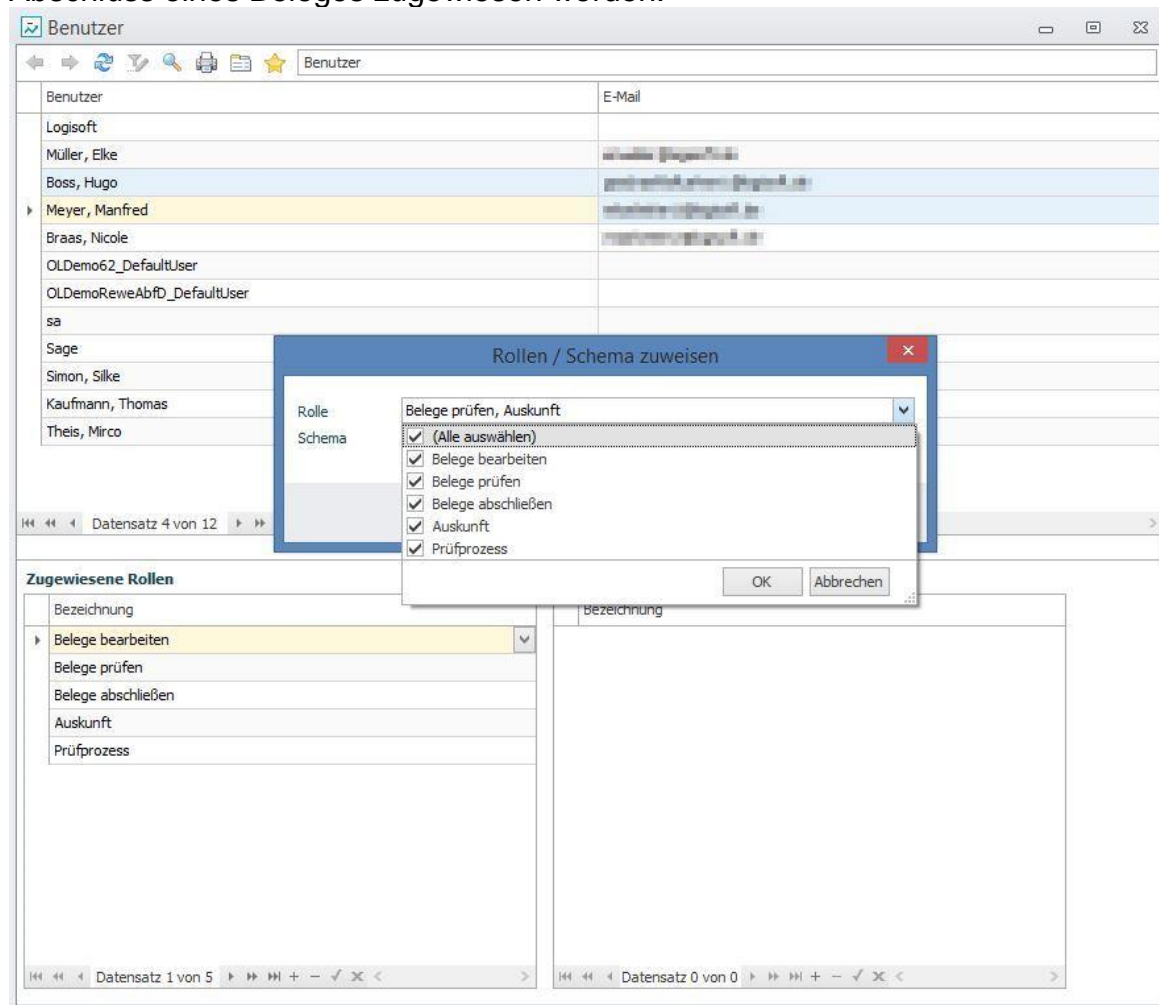 Abschluss eines Beleges zugewiesen werden.
Benutzer
Benutzer
Benutzer E-Mail
Logisoft
Müller, Elke
Boss, Hugo
Meyer, Manfred
Braas, Nicole
OLDemo62_DefaultUser
OLDemoReweAbfD_DefaultUser
sa
Sage
Simon, Silke
Kaufmann, Thomas
Theis, Mirco
Rollen / Schema zuweisen
Rolle Belege prüfen, Auskunft
Schema
(Alle auswählen)
Belege bearbeiten
Belege prüfen
Belege abschließen
Auskunft
Prüfprozess
OK Abbrechen
Datensatz 4 von 12
Zugewiesene Rollen
Bezeichnung
Belege bearbeiten
Belege prüfen
Belege abschließen
Auskunft
Prüfprozess
Datensatz 1 von 5
Bezeichnung
Datensatz 0 von 0